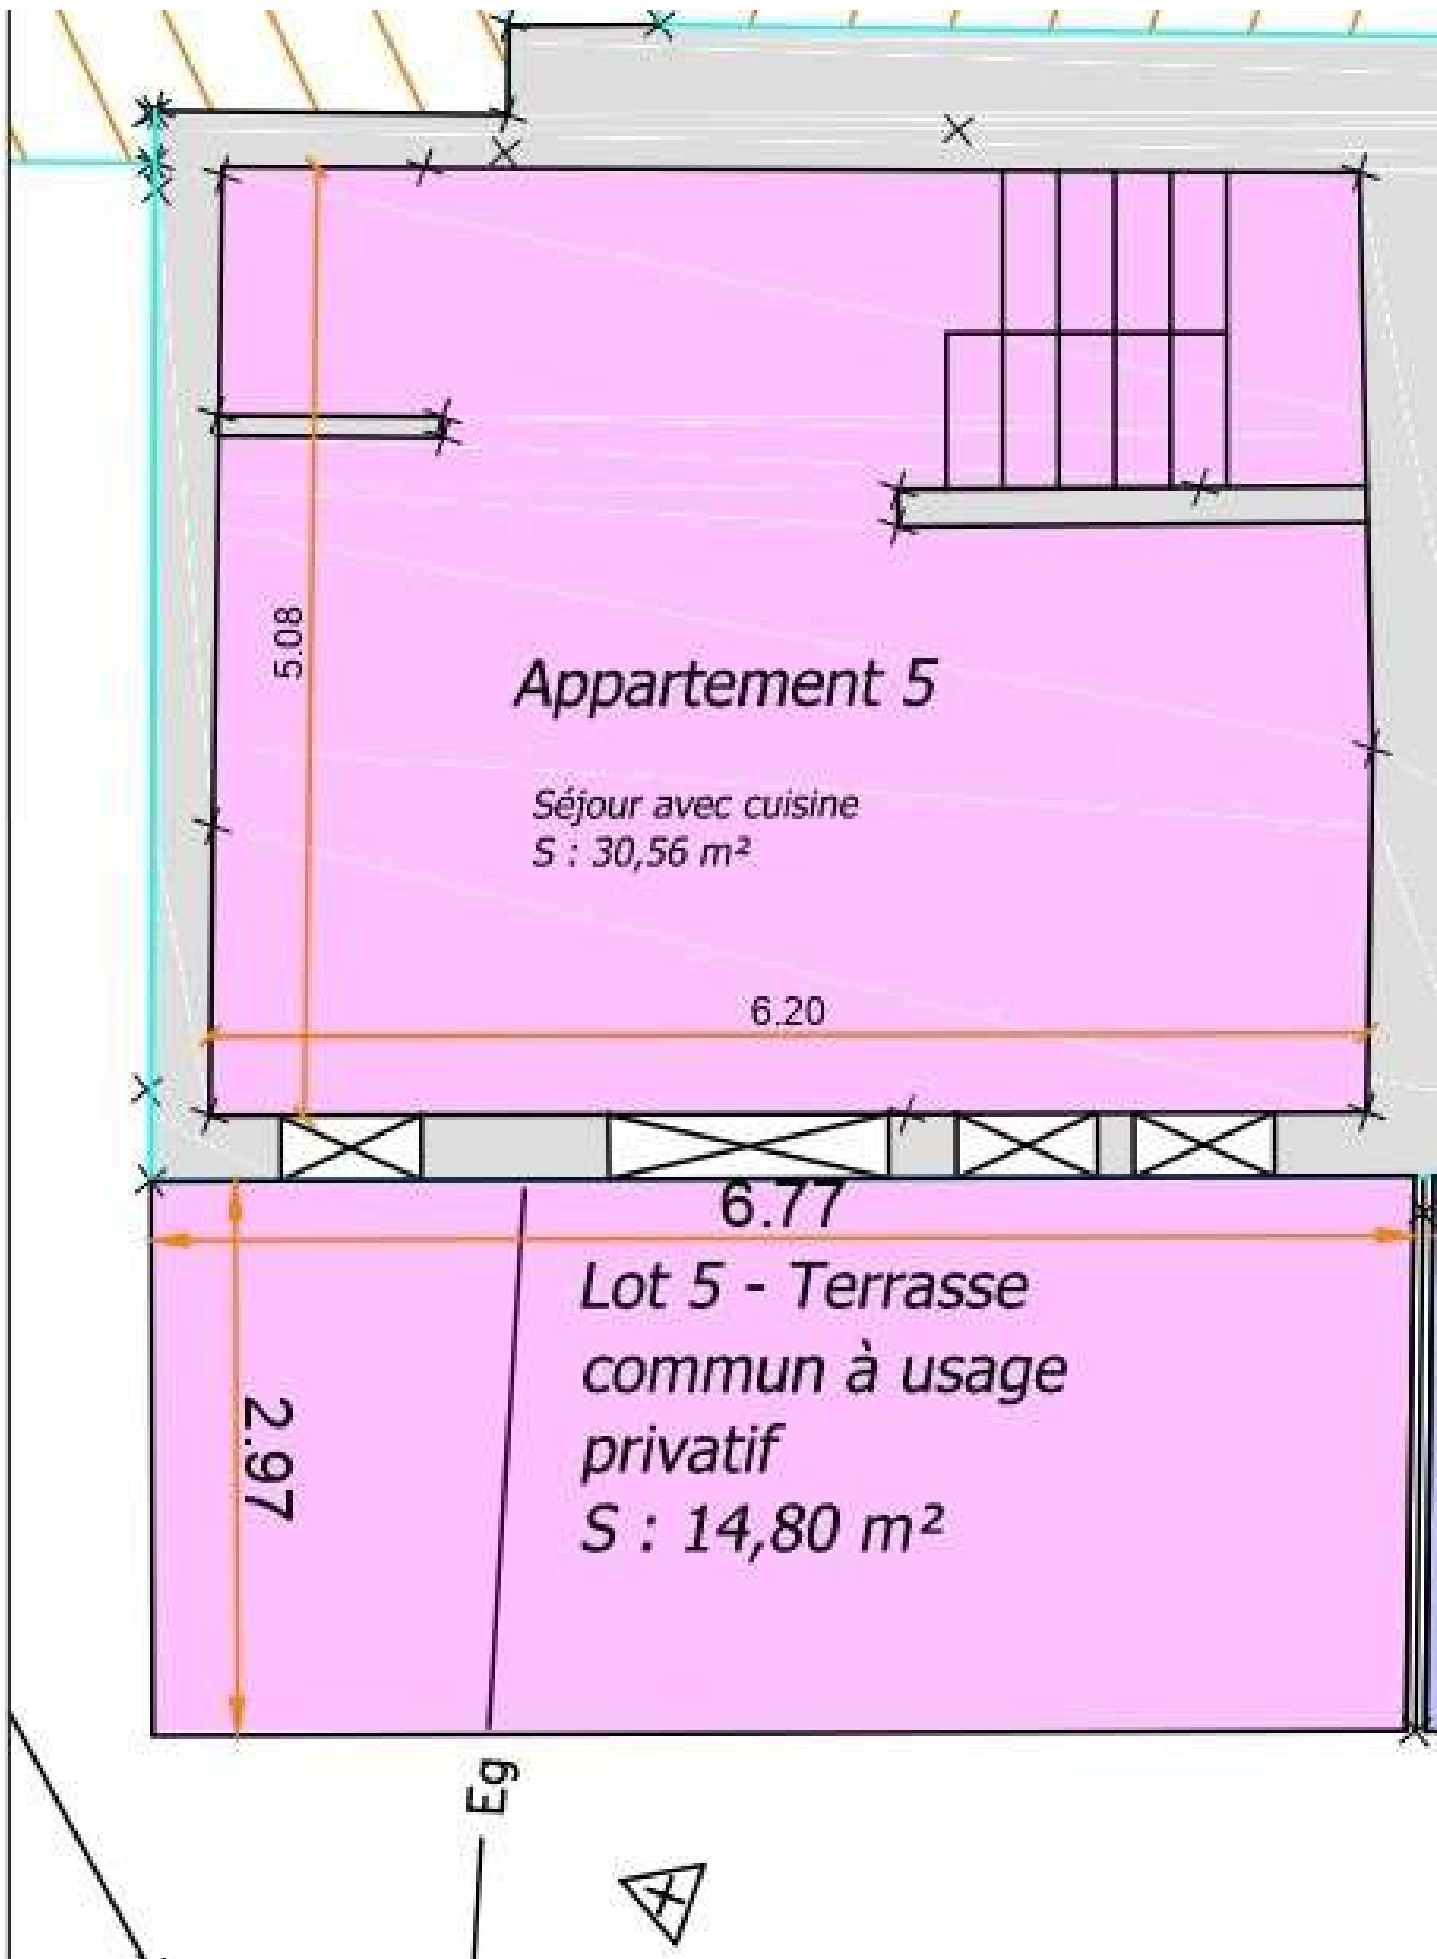 5.08
Appartement 5
Séjour avec cuisine
S : 30,56 m²
6.20
6.77
Lot 5 - Terrasse
commun à usage
privatif
S : 14,80 m²
2.97
Eg